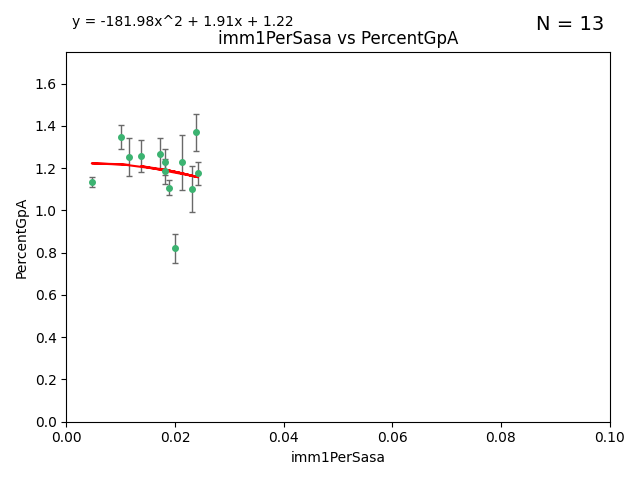 y = -181.98x^2 + 1.91x + 1.22
N = 13
imm1PerSasa vs PercentGpA
1.6
1.4
1.2
1.0
0.8
0.6
0.4
0.2
0.0
PercentGpA
0.00 0.02 0.04 0.06 0.08 0.10
imm1PerSasa